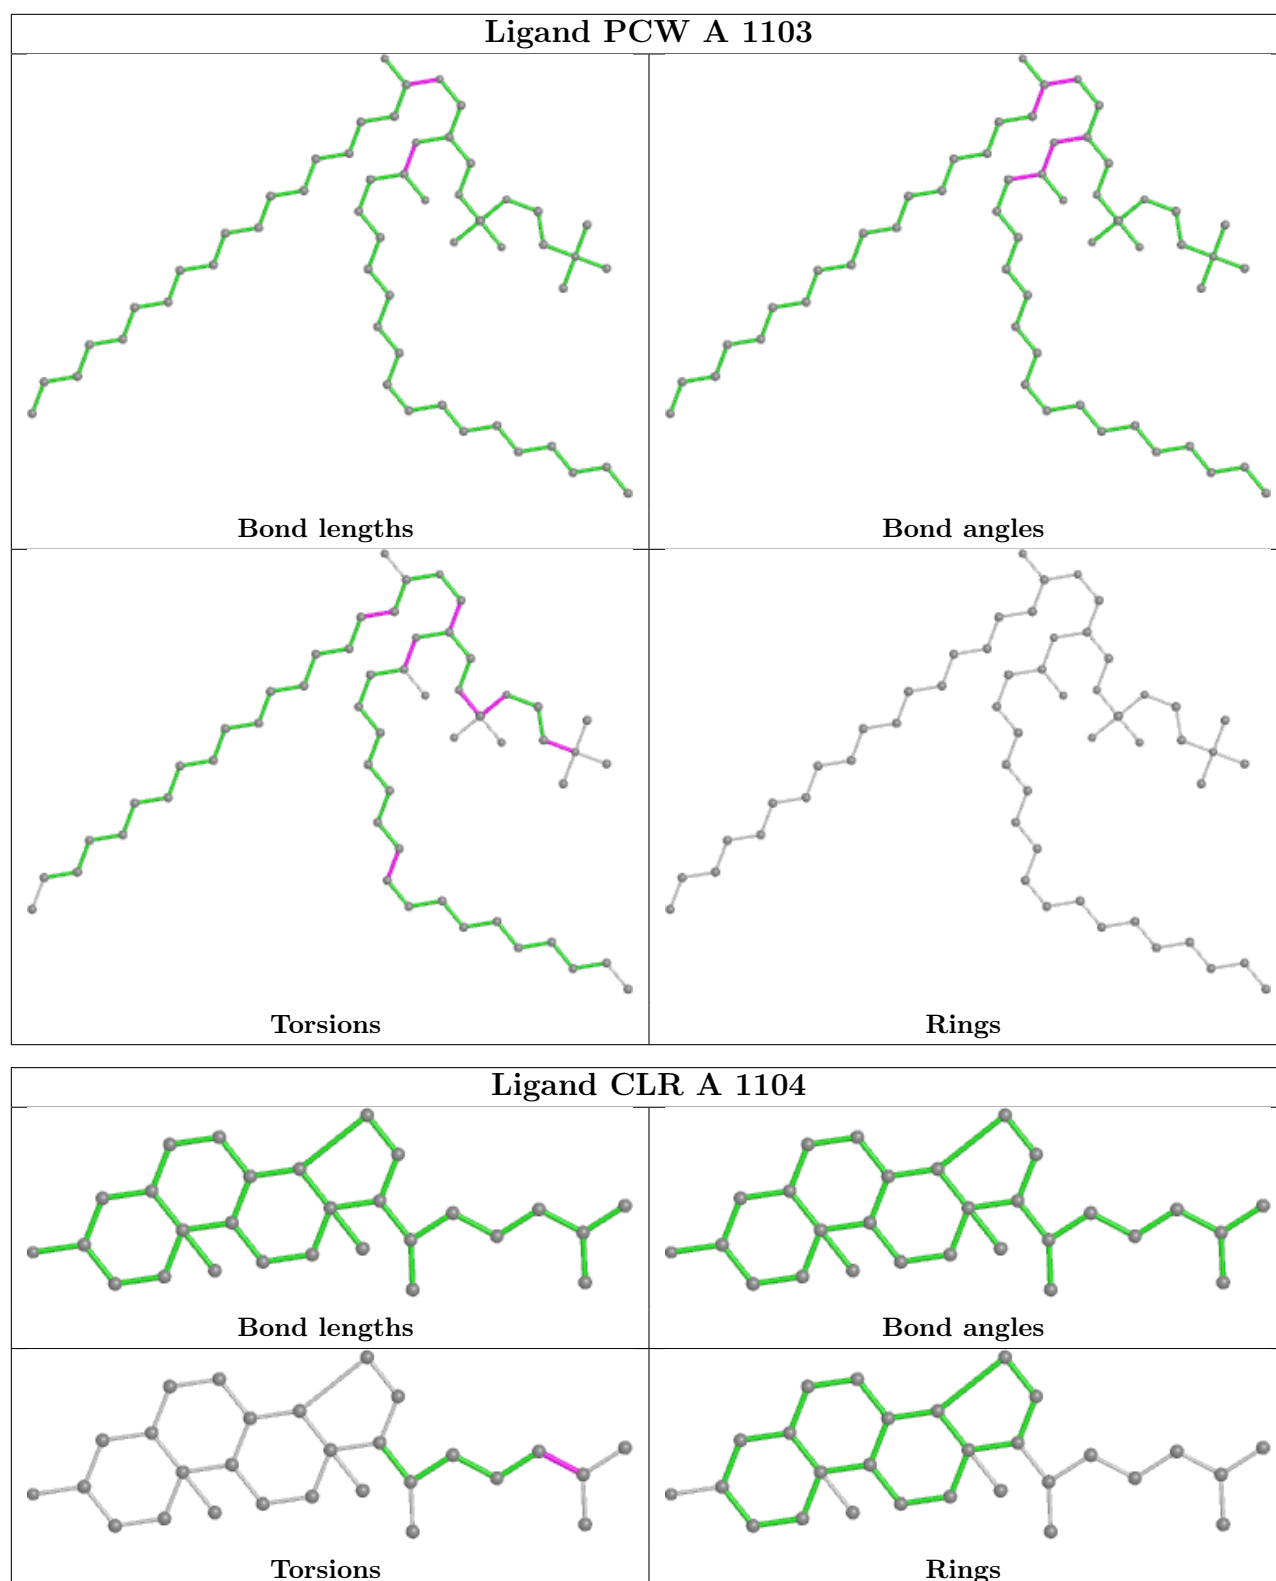 Ligand PCW A 1103
Bond lengths
Bond angles
Torsions
Rings
Ligand CLR A 1104
Bond lengths
Bond angles
Torsions
Rings